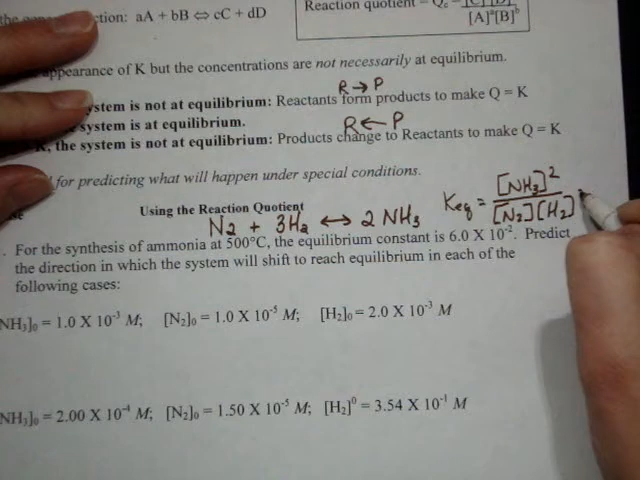 tion: aA + bB ⇔ cC + dD
Reaction quotient = Qc =
[A]ᵃ[B]ᵇ
appearance of K but the concentrations are not necessarily at equilibrium.
R → P
ystem is not at equilibrium: Reactants form products to make Q = K
system is at equilibrium.
R ← P
, the system is not at equilibrium: Products change to Reactants to make Q = K
for predicting what will happen under special conditions.
Using the Reaction Quotient
N₂ + 3H₂ ↔ 2 NH₃
Keq = [NH₃]² / [N₂][H₂]
. For the synthesis of ammonia at 500°C, the equilibrium constant is 6.0 X 10⁻². Predict
the direction in which the system will shift to reach equilibrium in each of the
following cases:
NH₃]₀ = 1.0 X 10⁻³ M; [N₂]₀ = 1.0 X 10⁻⁵ M; [H₂]₀ = 2.0 X 10⁻³ M
NH₃]₀ = 2.00 X 10⁻⁴ M; [N₂]₀ = 1.50 X 10⁻⁵ M; [H₂]⁰ = 3.54 X 10⁻¹ M